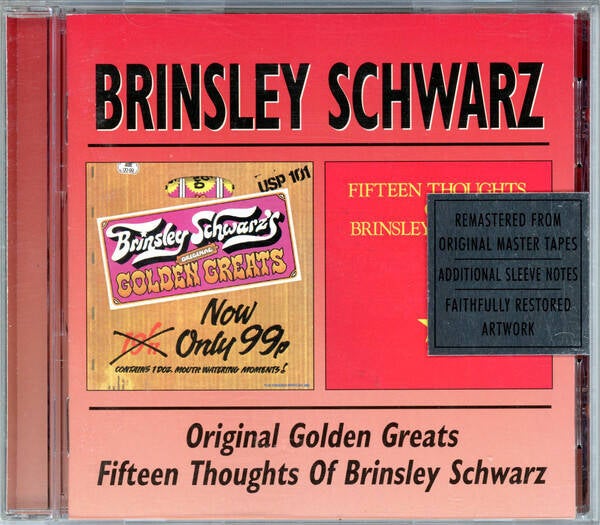 BRINSLEY SCHWARZ
USP 101
Brinsley Schwarz's
ORIGINAL
GOLDEN GREATS
Now
Only 99p
CONTAINS 1 DOZ. MOUTH WATERING MOMENTS!
FIFTEEN THOUGHTS
BRINSLEY
REMASTERED FROM
ORIGINAL MASTER TAPES
ADDITIONAL SLEEVE NOTES
FAITHFULLY RESTORED
ARTWORK
Original Golden Greats
Fifteen Thoughts Of Brinsley Schwarz